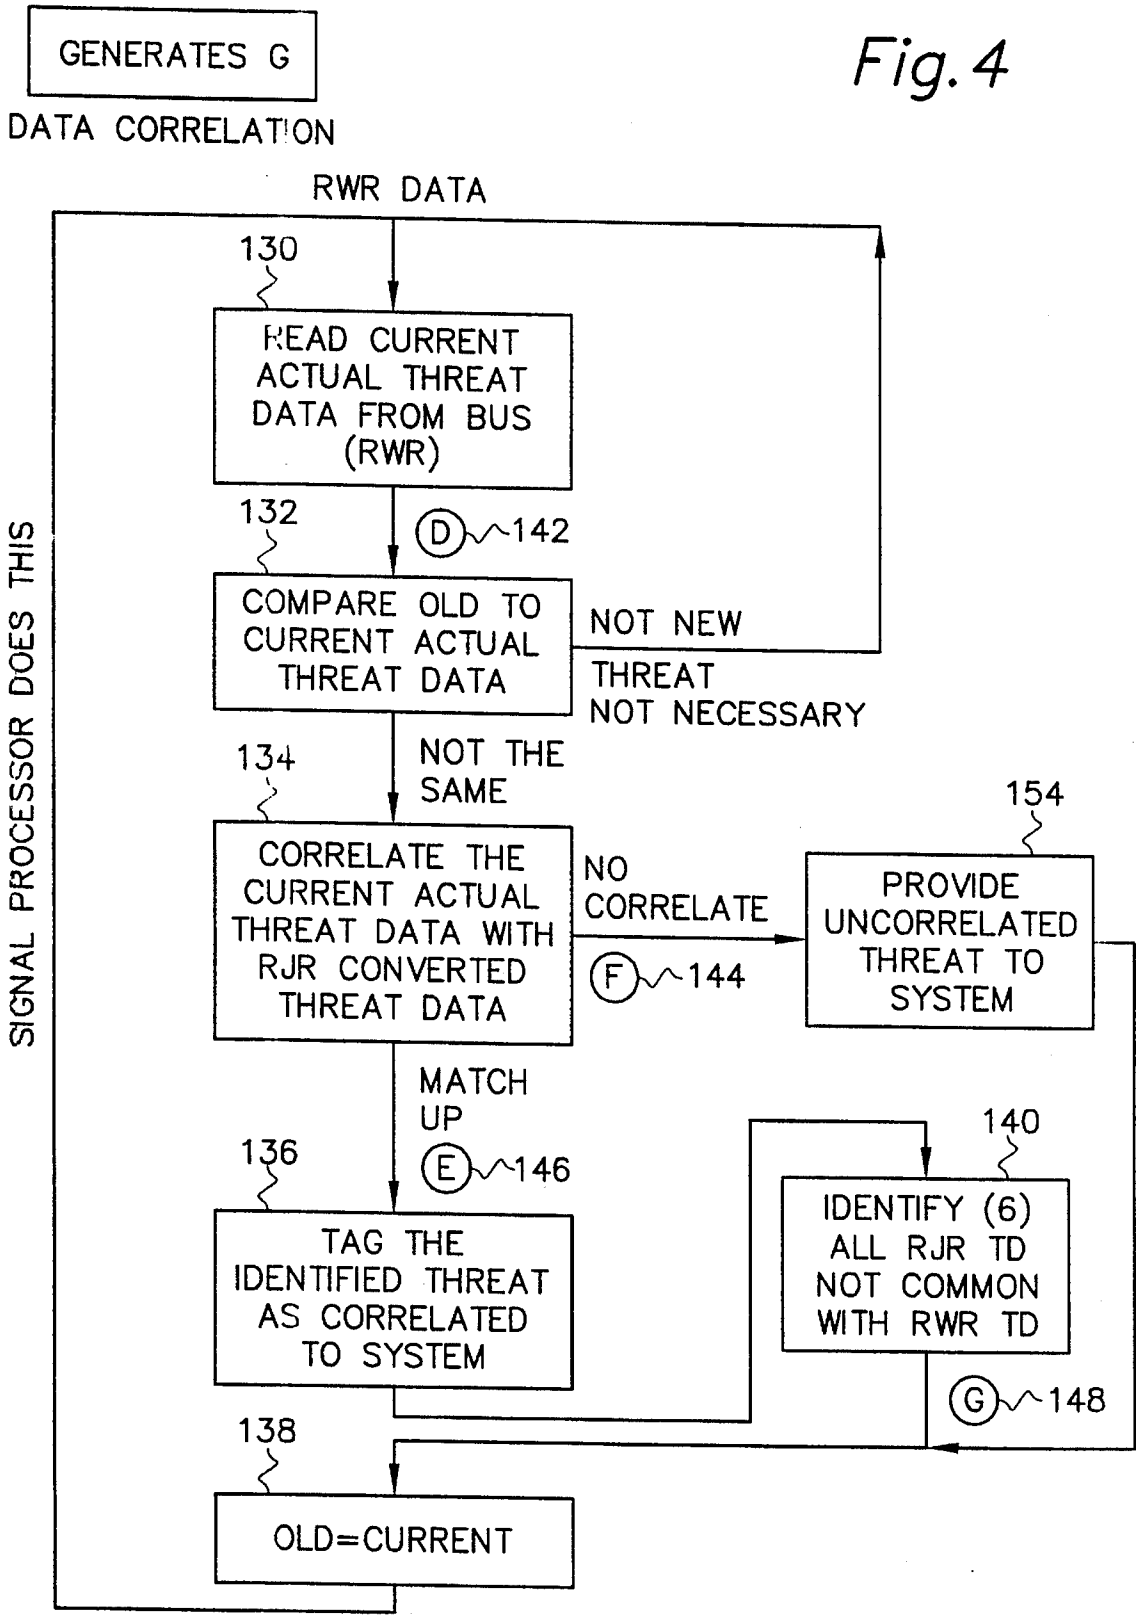 GENERATES G
Fig. 4
DATA CORRELATION
RWR DATA
130
READ CURRENT
ACTUAL THREAT
DATA FROM BUS
(RWR)
132
D 142
COMPARE OLD TO
CURRENT ACTUAL
THREAT DATA
NOT NEW
THREAT
NOT NECESSARY
SIGNAL PROCESSOR DOES THIS
NOT THE
SAME
134
CORRELATE THE
CURRENT ACTUAL
THREAT DATA WITH
RJR CONVERTED
THREAT DATA
NO
CORRELATE
F 144
154
PROVIDE
UNCORRELATED
THREAT TO
SYSTEM
MATCH
UP
E 146
136
TAG THE
IDENTIFIED THREAT
AS CORRELATED
TO SYSTEM
140
IDENTIFY (6)
ALL RJR TD
NOT COMMON
WITH RWR TD
G 148
138
OLD=CURRENT